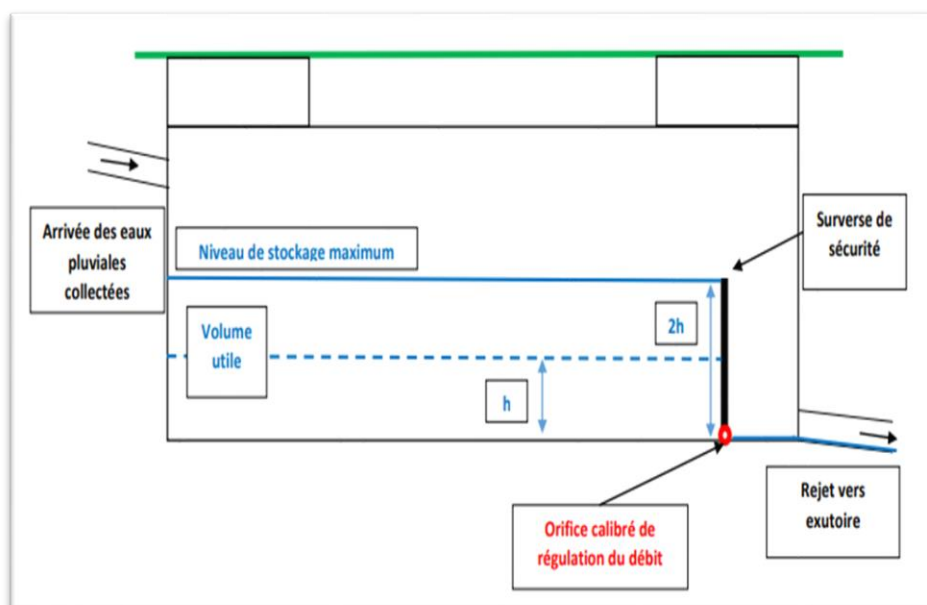 Arrivée des eaux
pluviales
collectées
Niveau de stockage maximum
Surverse de
sécurité
Volume
utile
2h
h
Orifice calibré de
régulation du débit
Rejet vers
exutoire